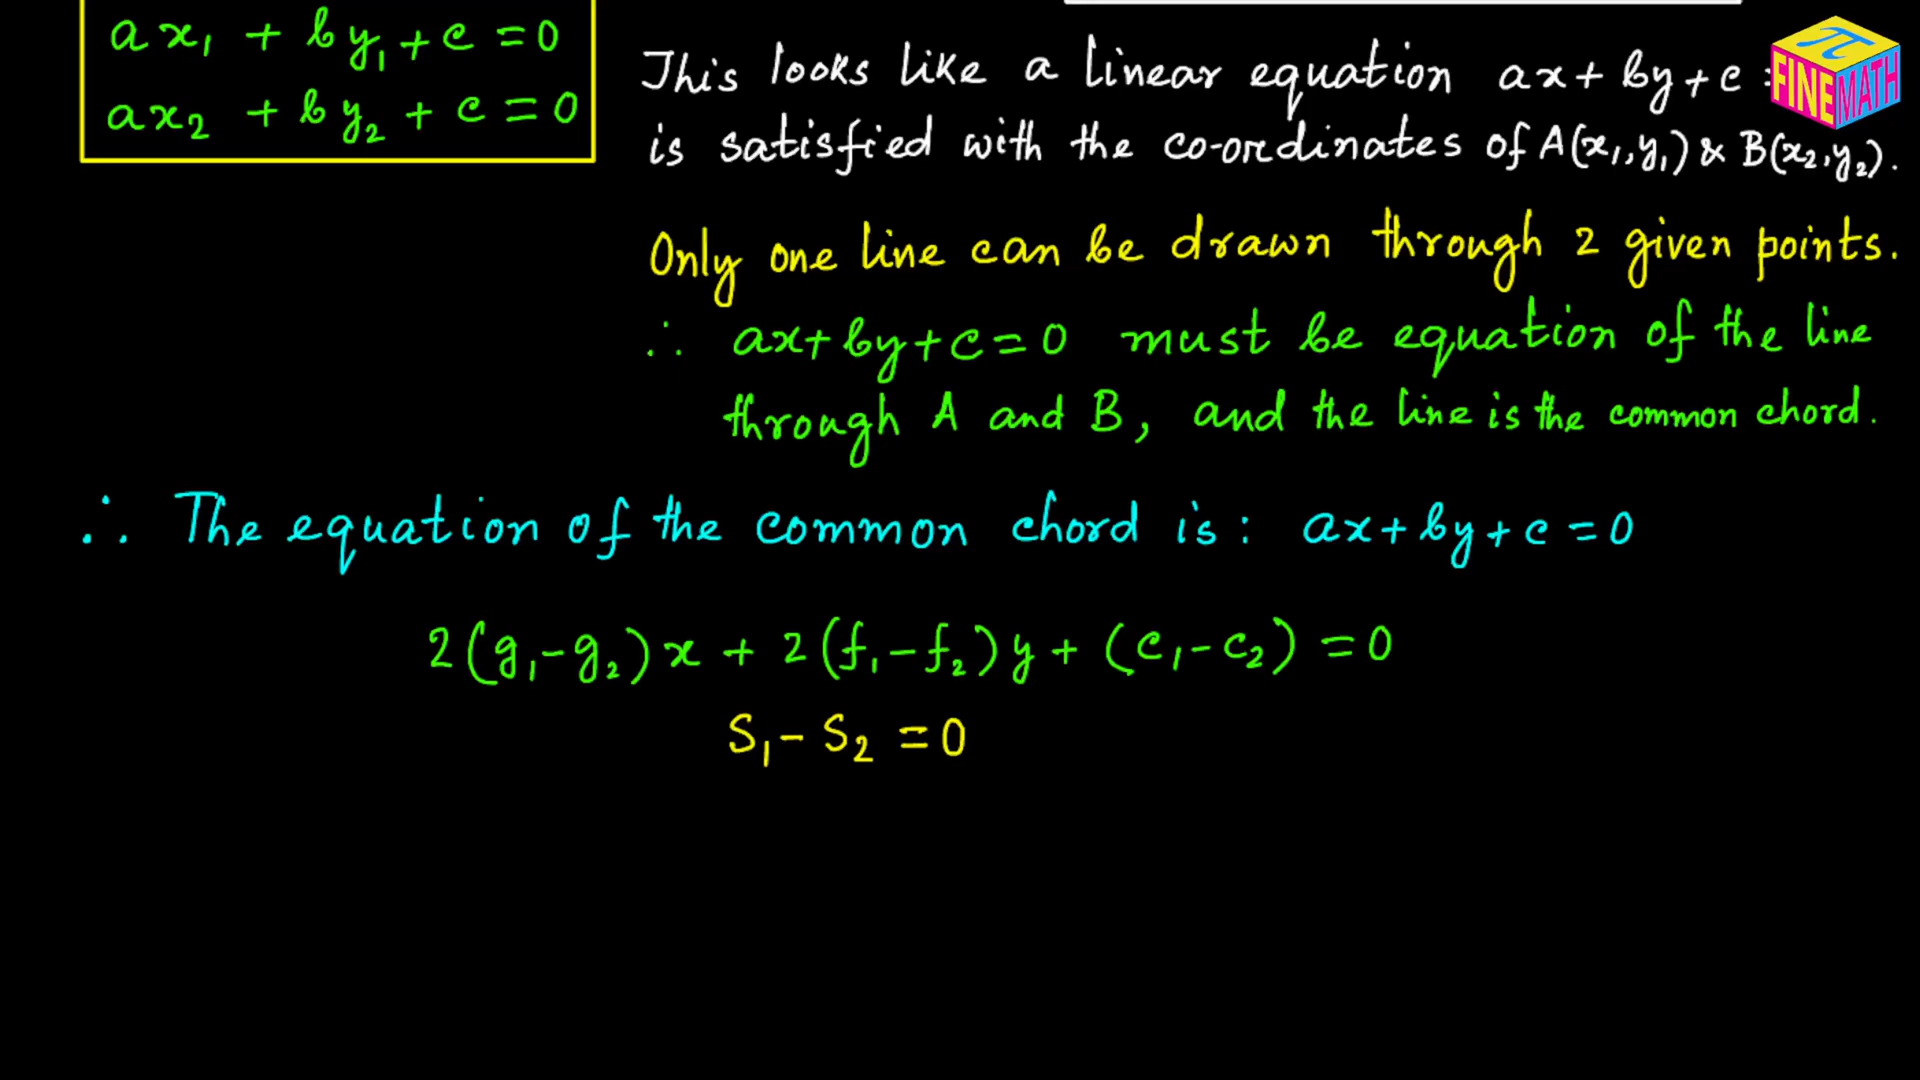 ax₁ + by₁ + c = 0
ax₂ + by₂ + c = 0
This looks like a linear equation ax + by + c =
is satisfied with the co-ordinates of A(x₁, y₁) & B(x₂, y₂).
Only one line can be drawn through 2 given points.
∴ ax + by + c = 0 must be equation of the line
through A and B, and the line is the common chord.
∴ The equation of the common chord is: ax + by + c = 0
2(g₁ - g₂)x + 2(f₁ - f₂)y + (c₁ - c₂) = 0
S₁ - S₂ = 0
π
FINE MATH